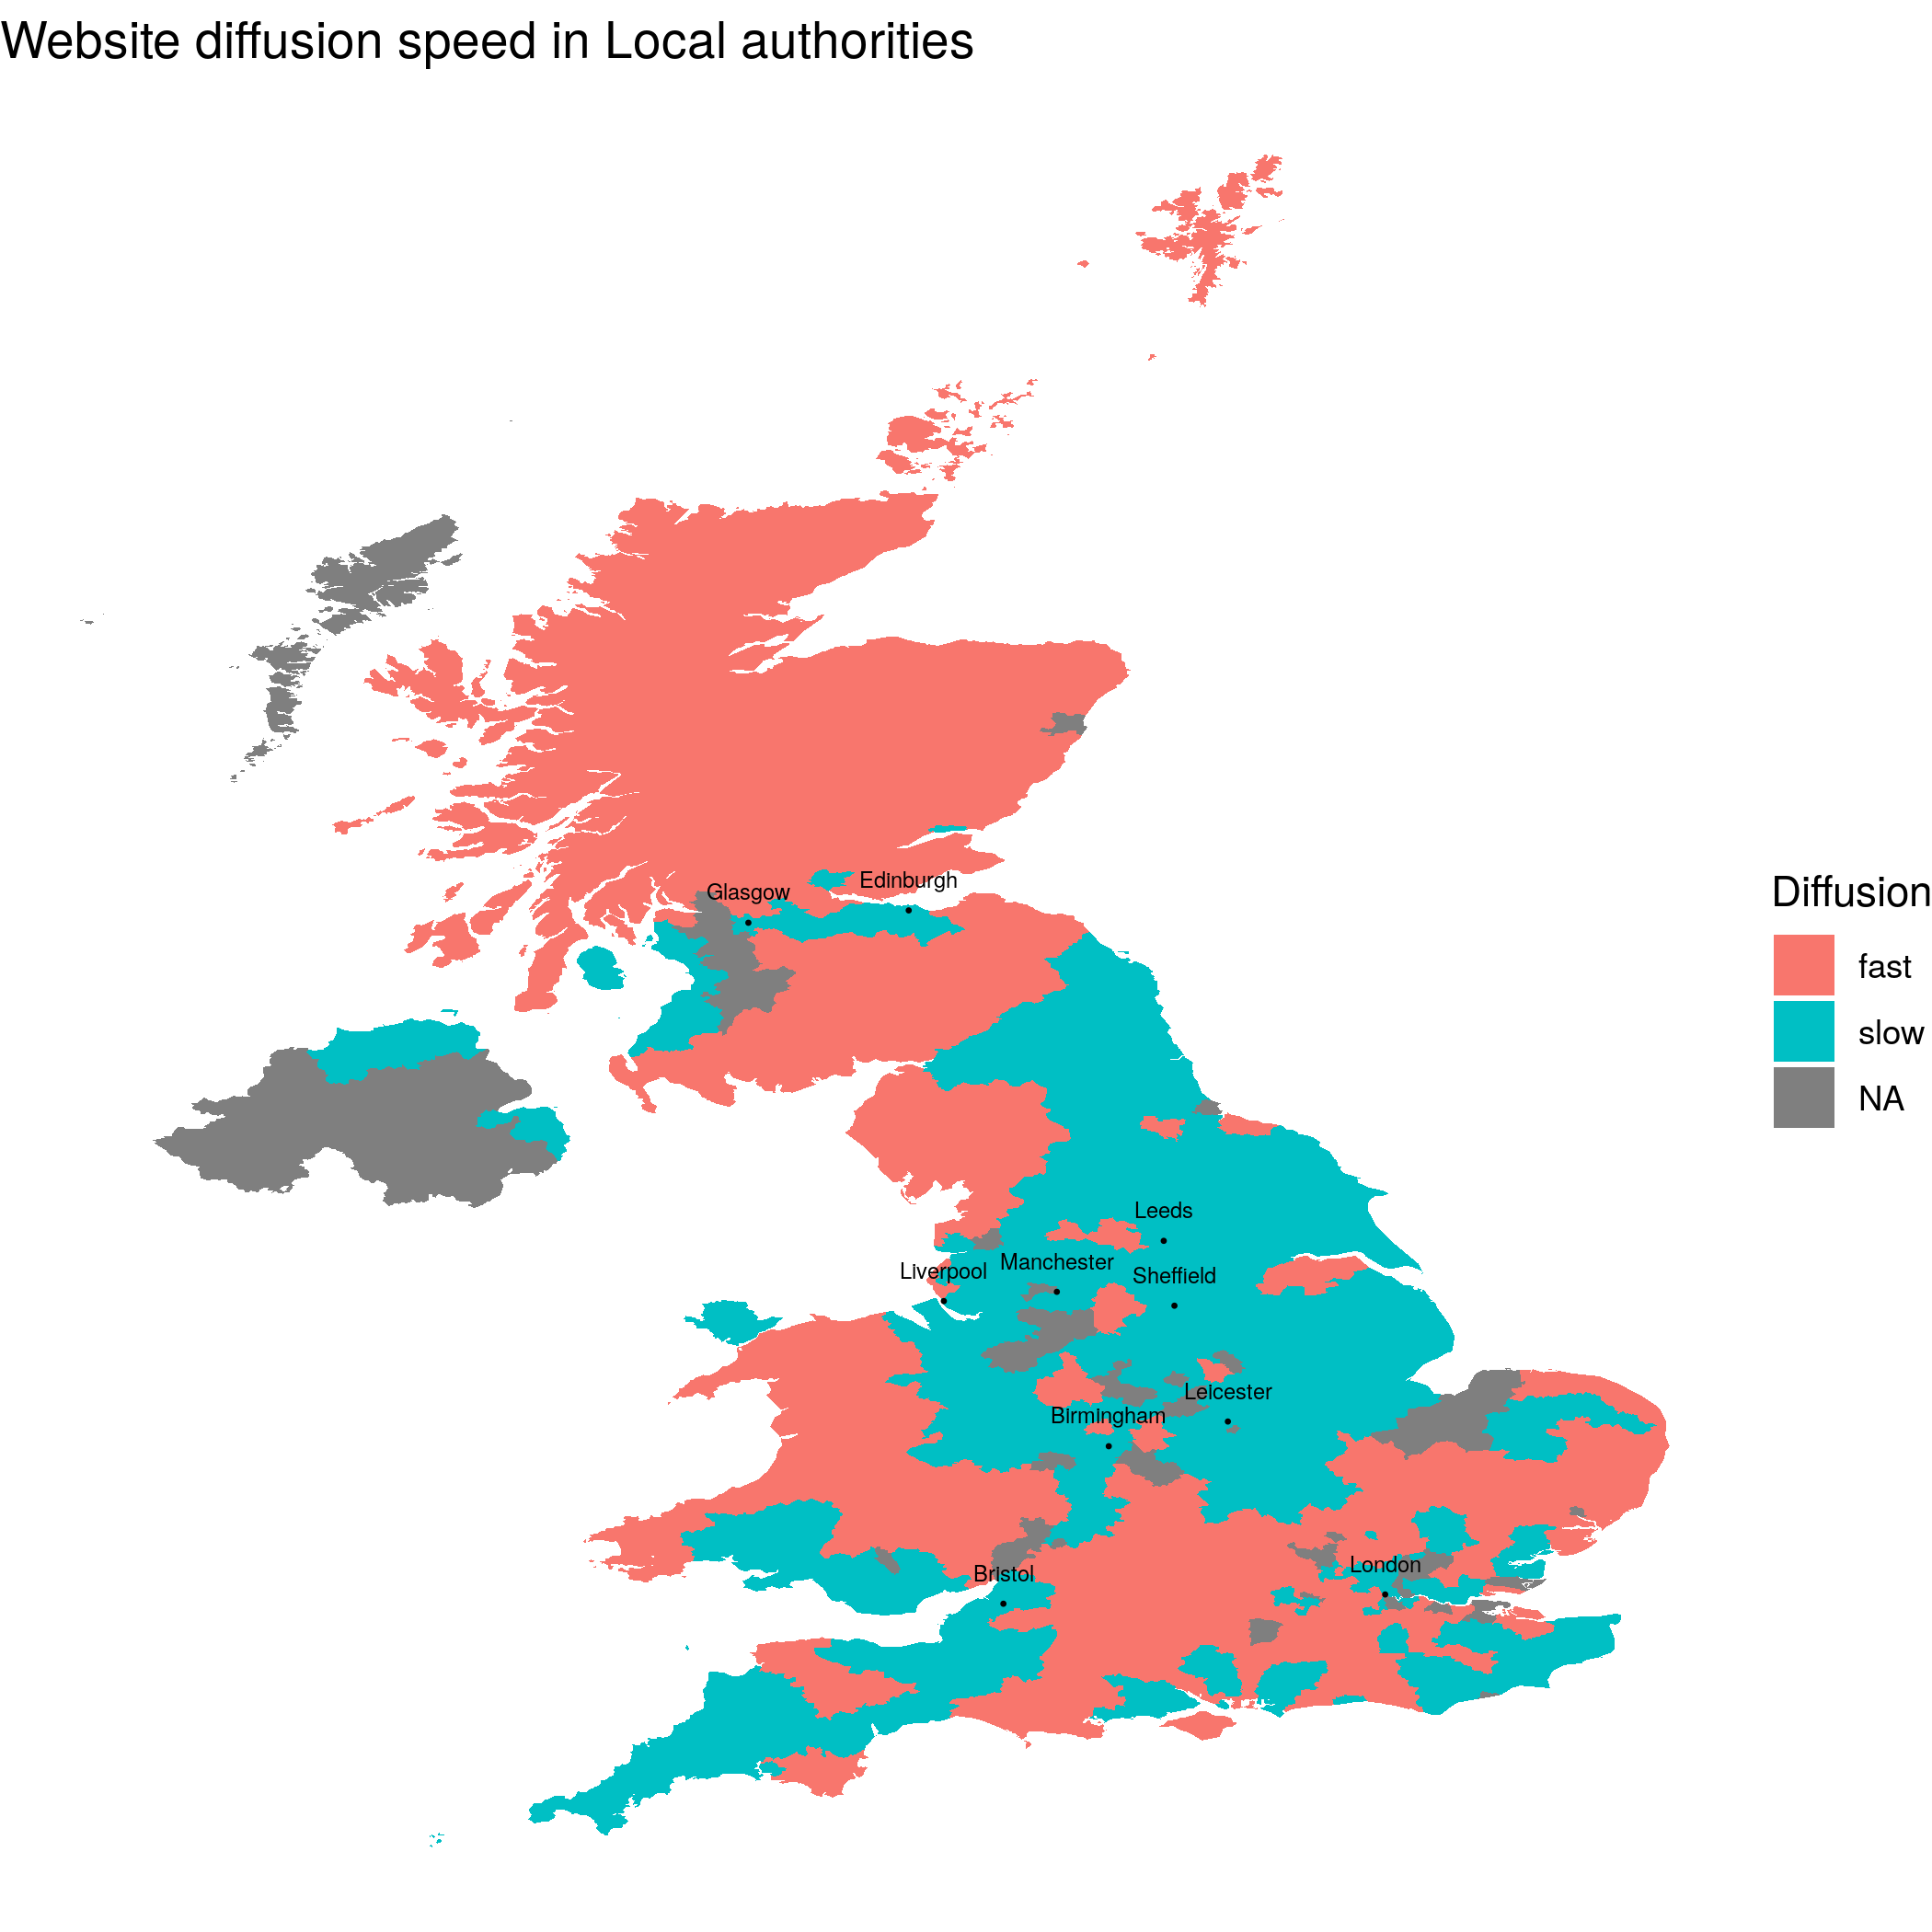 Website diffusion speed in Local authorities
Glasgow
Edinburgh
Diffusion
fast
slow
NA
Leeds
Manchester
Liverpool
Sheffield
Leicester
Birmingham
London
Bristol